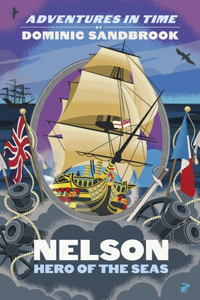 ADVENTURES IN TIME
BY
DOMINIC SANDBROOK
NELSON
HERO OF THE SEAS